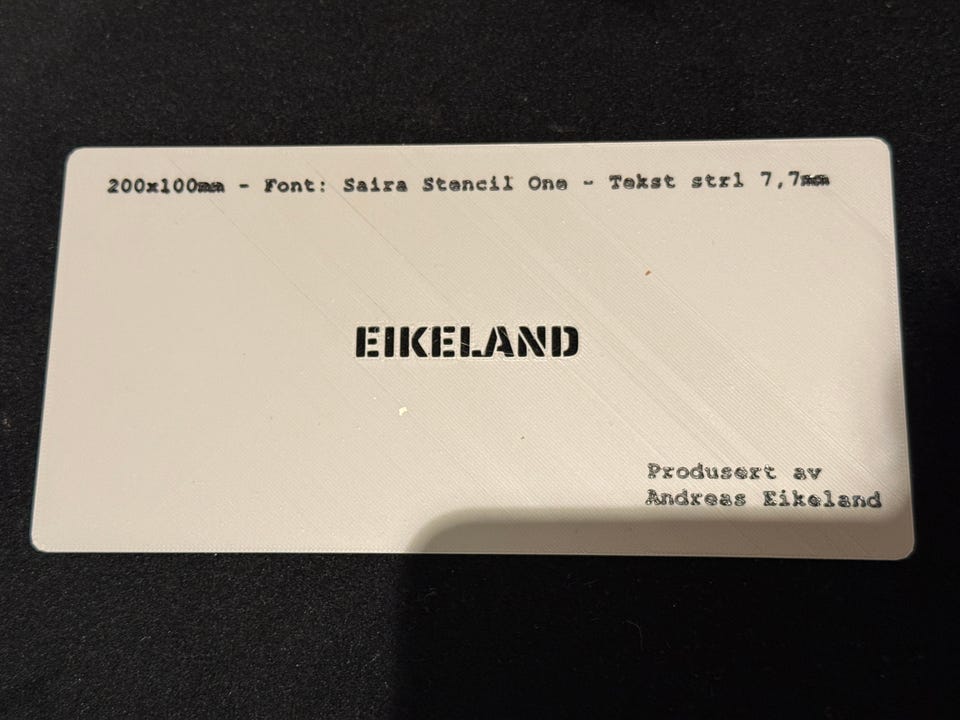 200x100mm - Font: Saira Stencil One - Tekst strl 7,7mm
EIKELAND
Produsert av
Andreas Eikeland